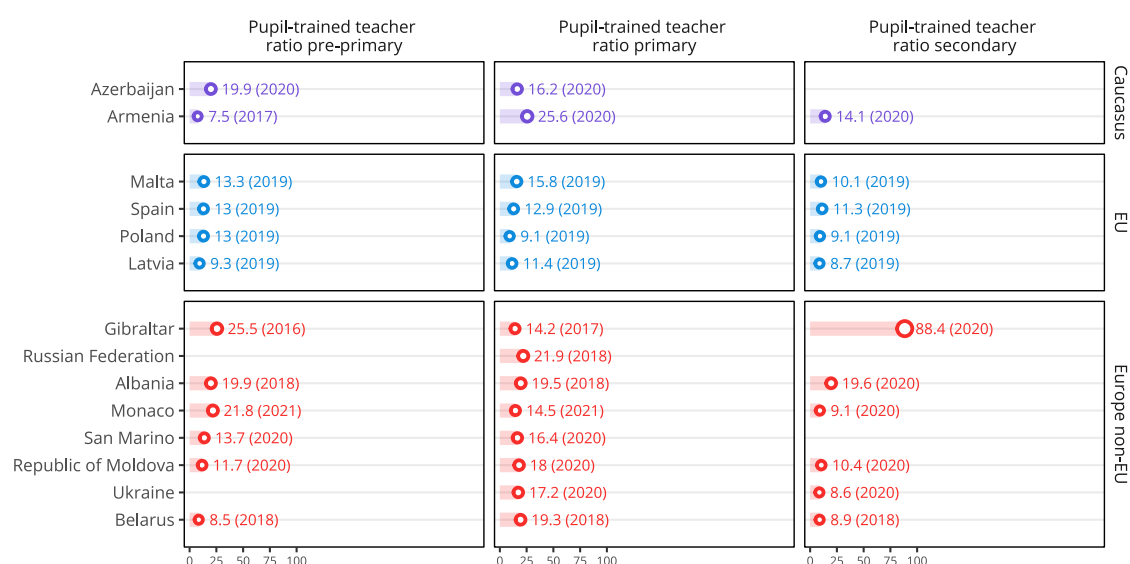 Pupil-trained teacher
ratio pre-primary
Pupil-trained teacher
ratio primary
Pupil-trained teacher
ratio secondary
Caucasus
Azerbaijan 19.9 (2020) 16.2 (2020)
Armenia 7.5 (2017) 25.6 (2020) 14.1 (2020)
EU
Malta 13.3 (2019) 15.8 (2019) 10.1 (2019)
Spain 13 (2019) 12.9 (2019) 11.3 (2019)
Poland 13 (2019) 9.1 (2019) 9.1 (2019)
Latvia 9.3 (2019) 11.4 (2019) 8.7 (2019)
Europe non-EU
Gibraltar 25.5 (2016) 14.2 (2017) 88.4 (2020)
Russian Federation 21.9 (2018)
Albania 19.9 (2018) 19.5 (2018) 19.6 (2020)
Monaco 21.8 (2021) 14.5 (2021) 9.1 (2020)
San Marino 13.7 (2020) 16.4 (2020)
Republic of Moldova 11.7 (2020) 18 (2020) 10.4 (2020)
Ukraine 17.2 (2020) 8.6 (2020)
Belarus 8.5 (2018) 19.3 (2018) 8.9 (2018)
0 25 50 75 100 0 25 50 75 100 0 25 50 75 100